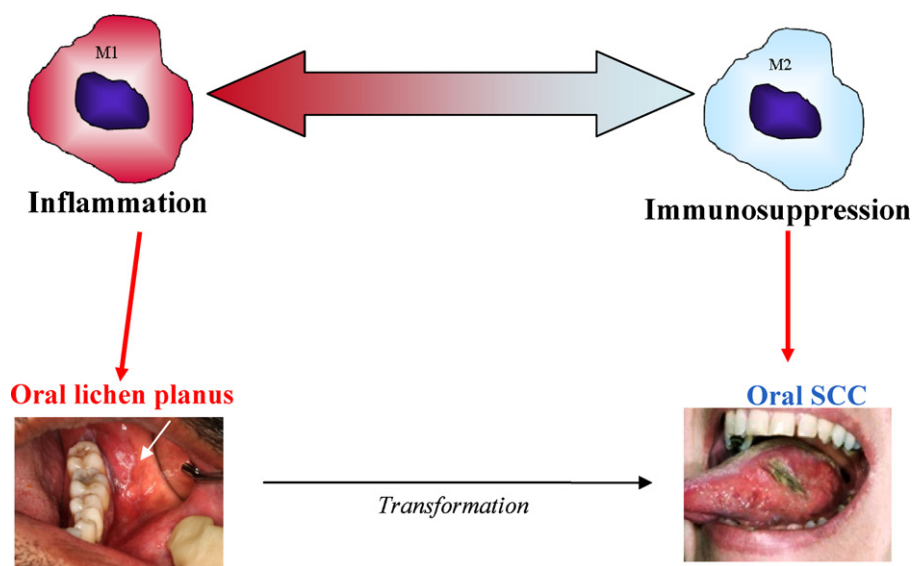 M1
M2
Inflammation
Immunosuppression
Oral lichen planus
Oral SCC
Transformation